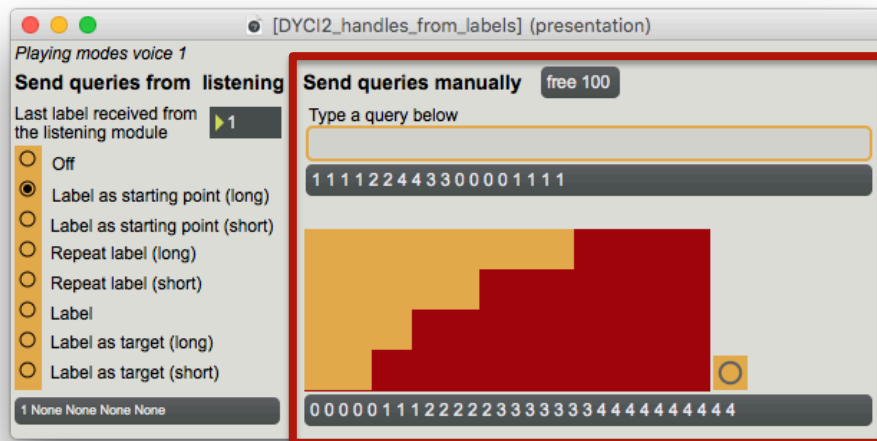 [DYCI2_handles_from_labels] (presentation)
Playing modes voice 1
Send queries from listening
Last label received from
the listening module
1
Off
Label as starting point (long)
Label as starting point (short)
Repeat label (long)
Repeat label (short)
Label
Label as target (long)
Label as target (short)
1 None None None None
Send queries manually
free 100
Type a query below
1 1 1 1 2 2 4 4 3 3 0 0 0 0 1 1 1 1
0 0 0 0 0 1 1 1 2 2 2 2 2 3 3 3 3 3 3 3 4 4 4 4 4 4 4 4 4 4